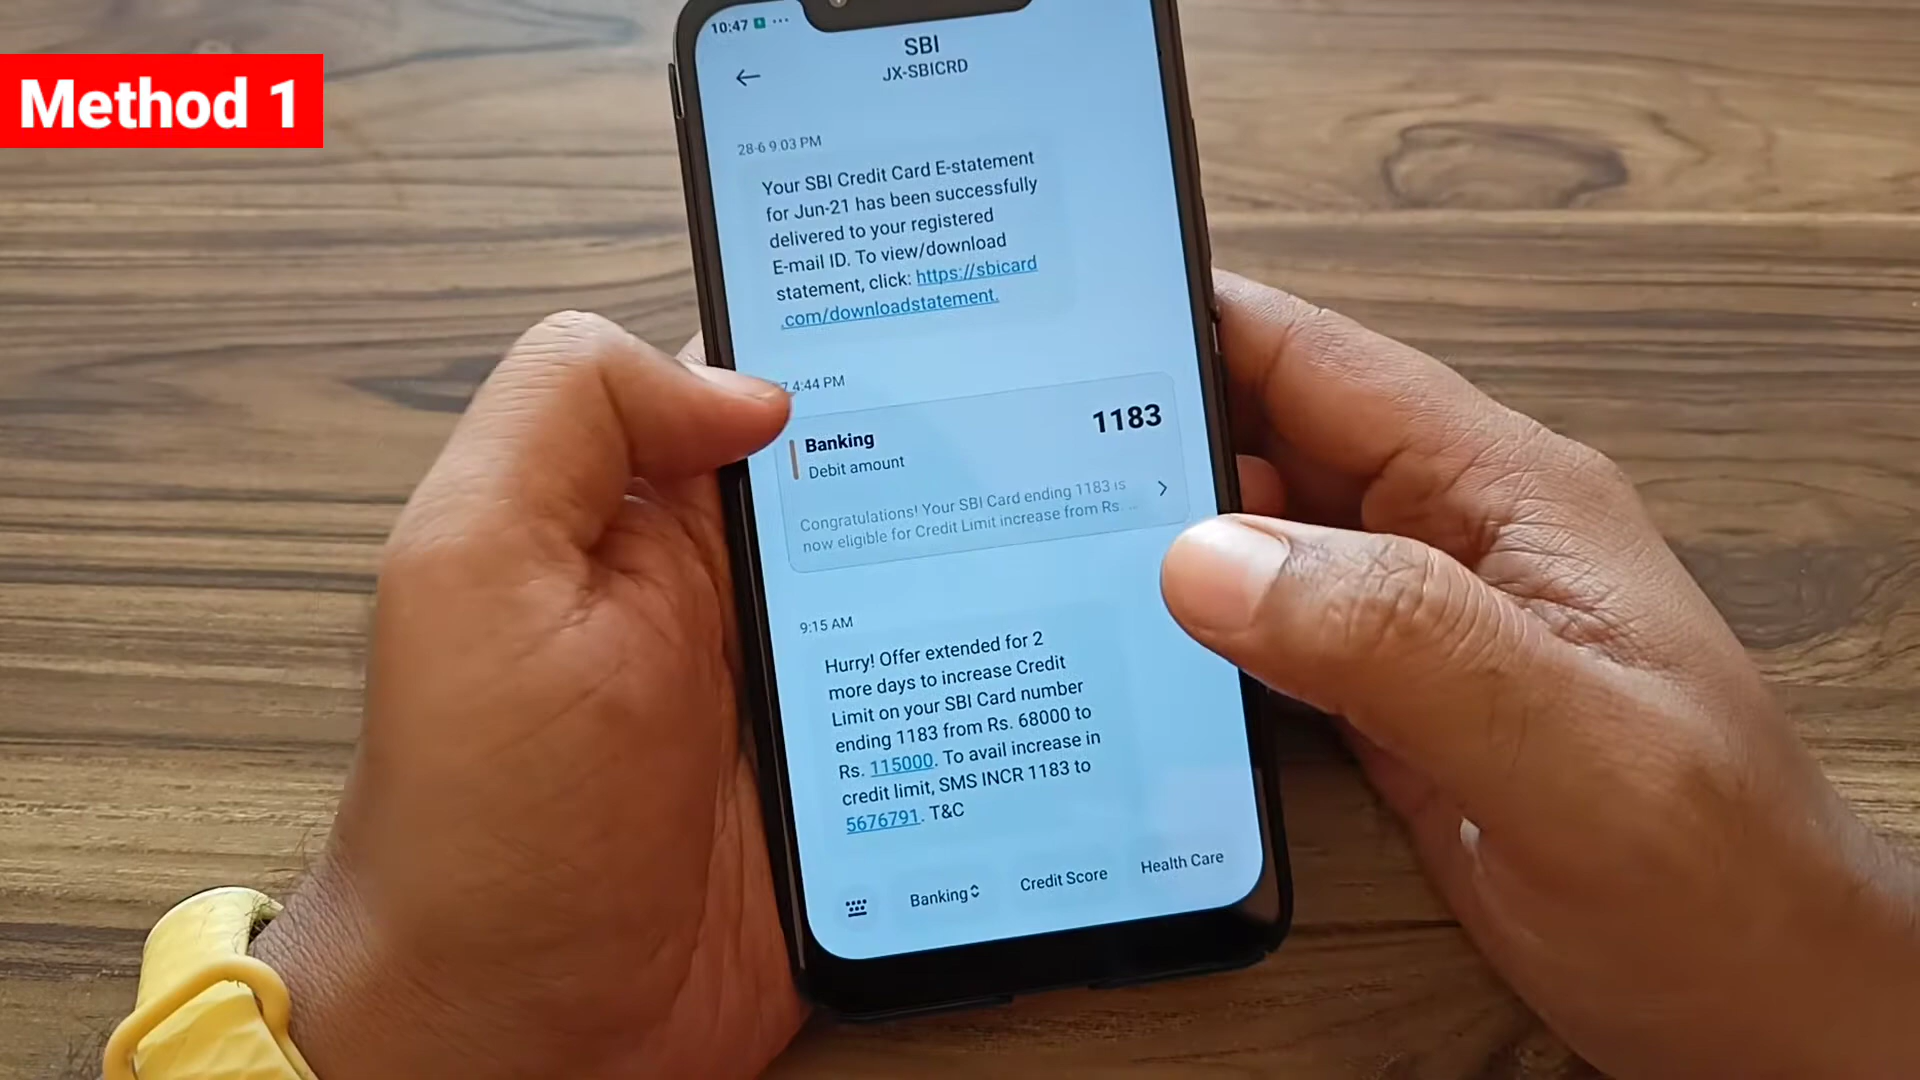 Method 1
10:47
SBI
JX-SBICRD
28-6 9:03 PM
Your SBI Credit Card E-statement
for Jun-21 has been successfully
delivered to your registered
E-mail ID. To view/download
statement, click: https://sbicard
.com/downloadstatement.
4:44 PM
Banking
1183
Debit amount
Congratulations! Your SBI Card ending 1183 is
now eligible for Credit Limit increase from Rs. ...
9:15 AM
Hurry! Offer extended for 2
more days to increase Credit
Limit on your SBI Card number
ending 1183 from Rs. 68000 to
Rs. 115000. To avail increase in
credit limit, SMS INCR 1183 to
5676791. T&C
Banking
Credit Score
Health Care